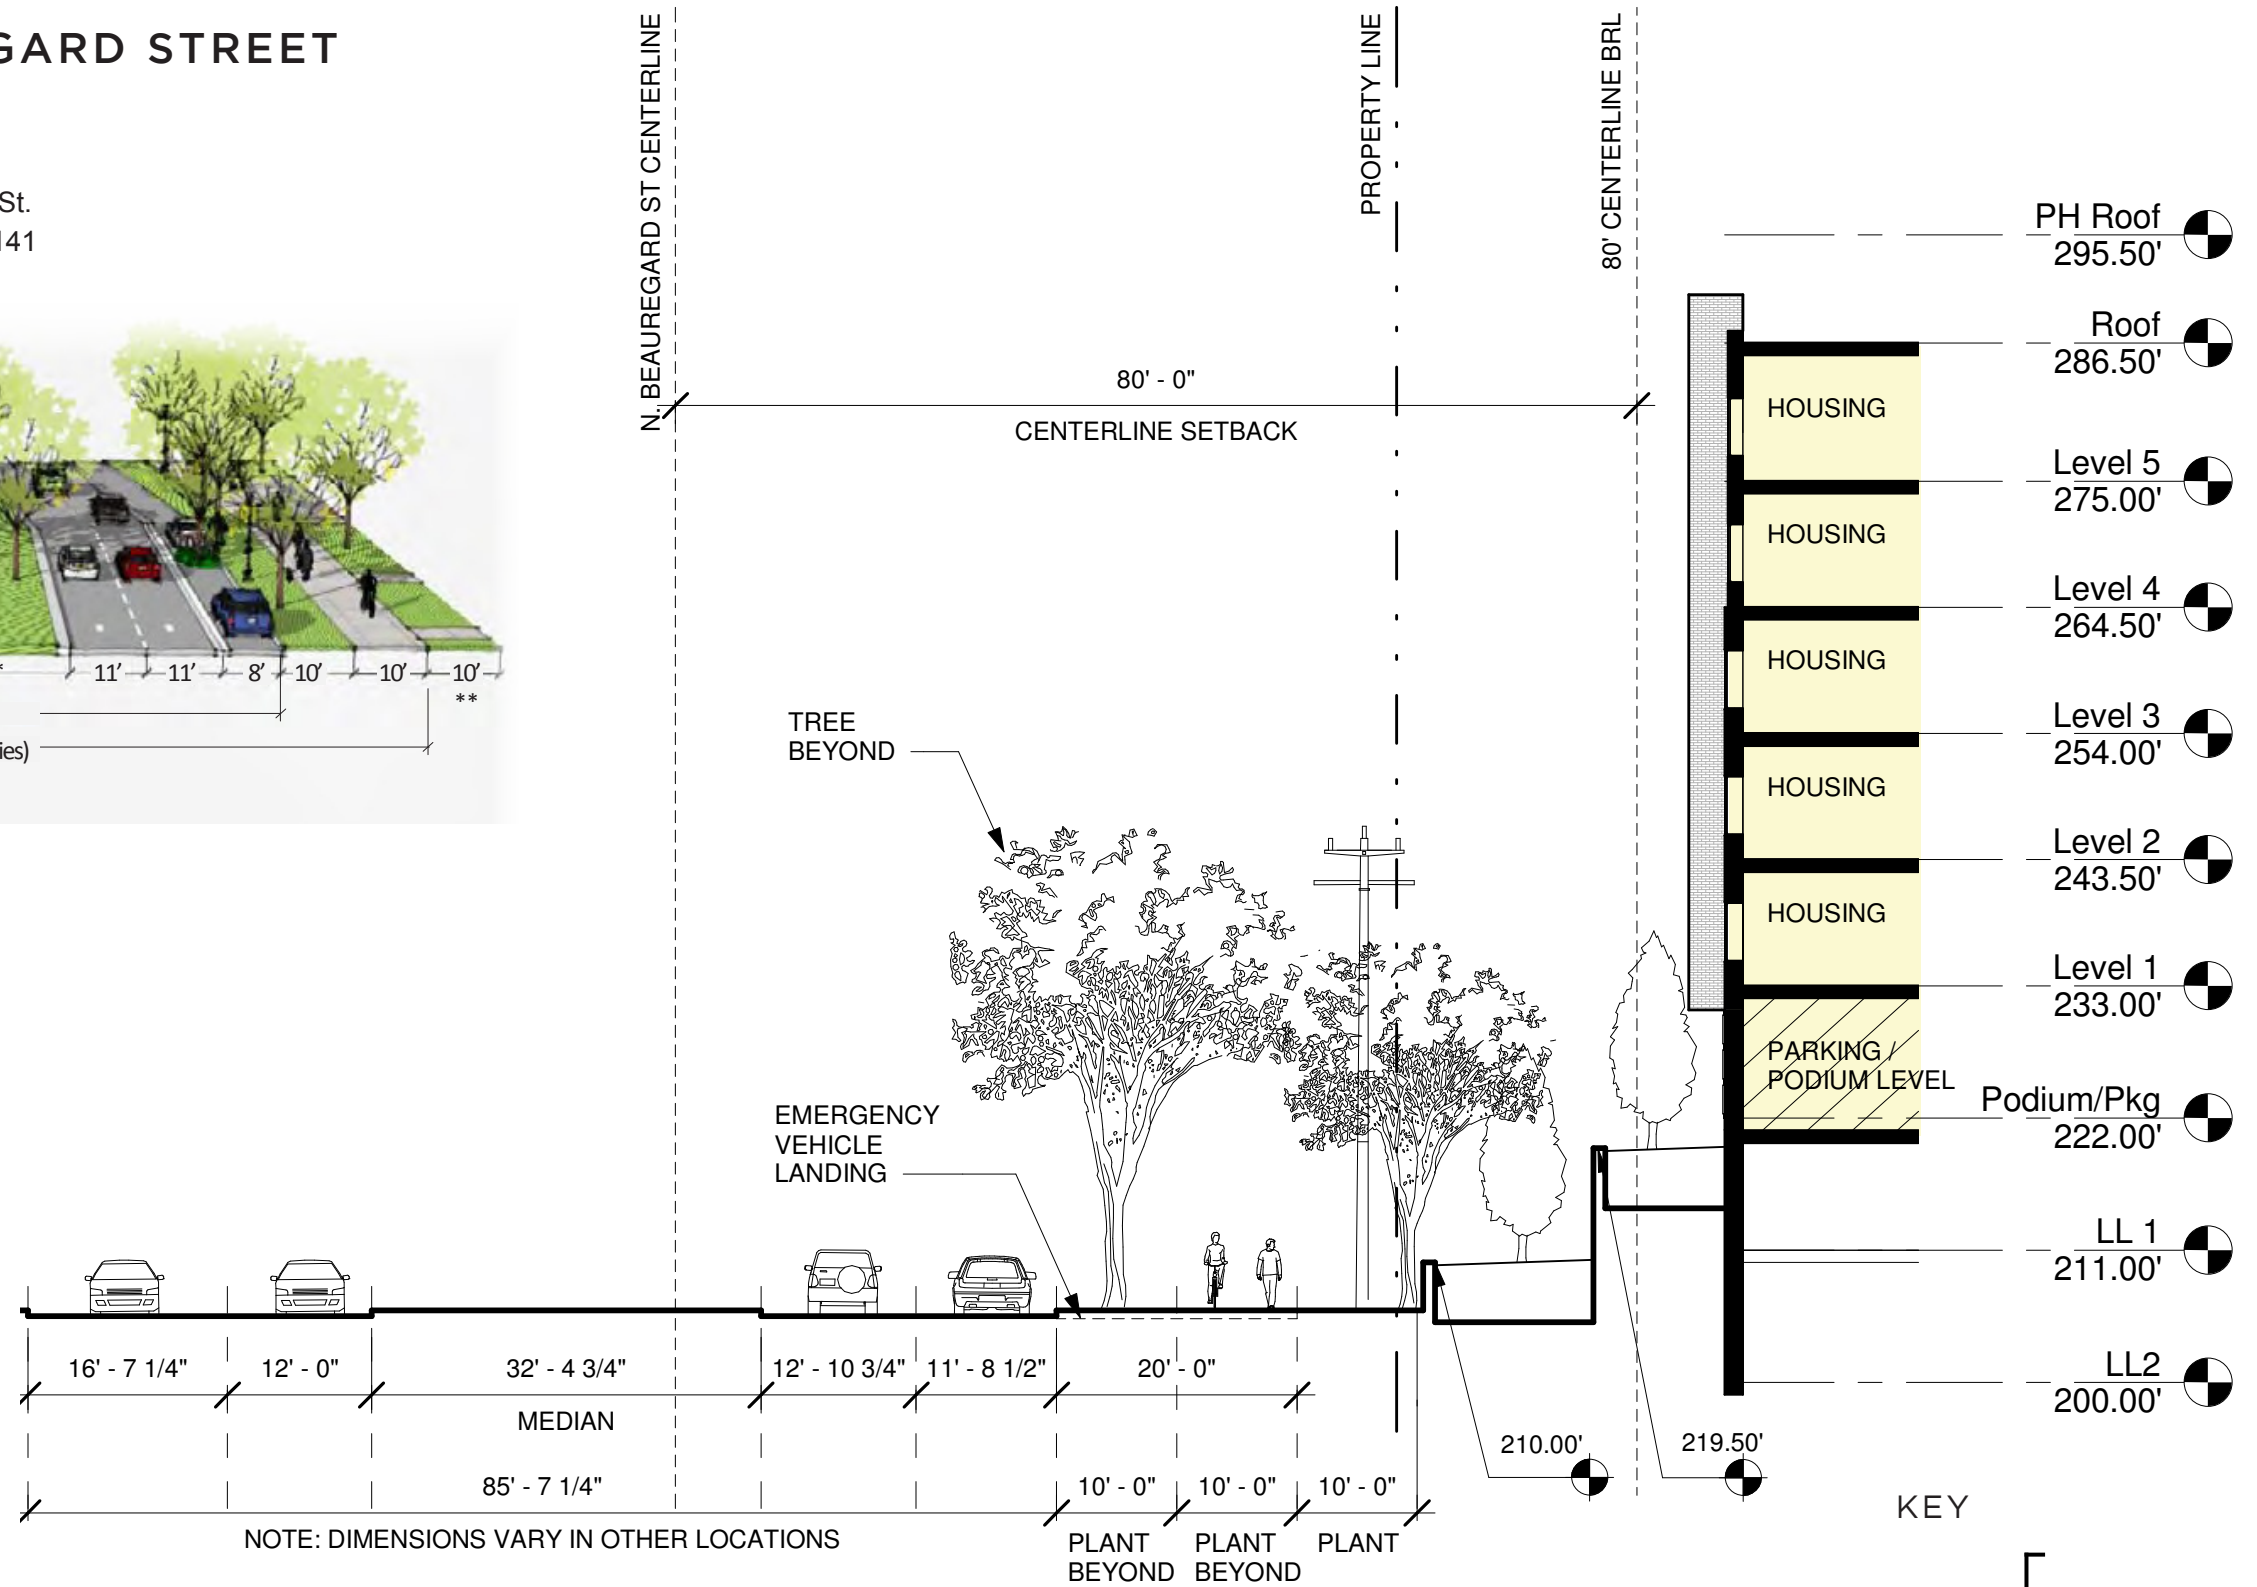 GARD STREET
St.
141
11'
11'
8'
10'
10'
10'
**
ies)
N. BEAUREGARD ST CENTERLINE
PROPERTY LINE
80' CENTERLINE BRL
80' - 0"
CENTERLINE SETBACK
PH Roof
295.50'
Roof
286.50'
HOUSING
Level 5
275.00'
HOUSING
Level 4
264.50'
HOUSING
Level 3
254.00'
HOUSING
Level 2
243.50'
HOUSING
Level 1
233.00'
PARKING /
PODIUM LEVEL
Podium/Pkg
222.00'
LL 1
211.00'
LL2
200.00'
TREE
BEYOND
EMERGENCY
VEHICLE
LANDING
16' - 7 1/4"
12' - 0"
32' - 4 3/4"
12' - 10 3/4"
11' - 8 1/2"
20' - 0"
MEDIAN
210.00'
219.50'
85' - 7 1/4"
10' - 0"
10' - 0"
10' - 0"
NOTE: DIMENSIONS VARY IN OTHER LOCATIONS
PLANT
BEYOND
PLANT
BEYOND
PLANT
KEY